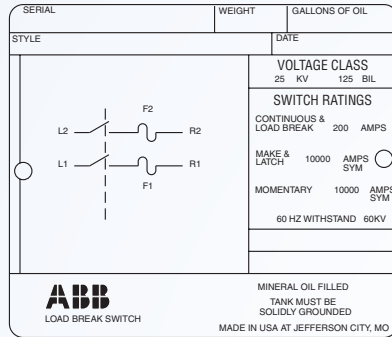 SERIAL WEIGHT GALLONS OF OIL
STYLE DATE
VOLTAGE CLASS
25 KV 125 BIL
SWITCH RATINGS
CONTINUOUS &
LOAD BREAK 200 AMPS
MAKE &
LATCH 10000 AMPS
SYM
MOMENTARY 10000 AMPS
SYM
60 HZ WITHSTAND 60KV
F2
L2 R2
L1 R1
F1
ABB
LOAD BREAK SWITCH
MINERAL OIL FILLED
TANK MUST BE
SOLIDLY GROUNDED
MADE IN USA AT JEFFERSON CITY, MO